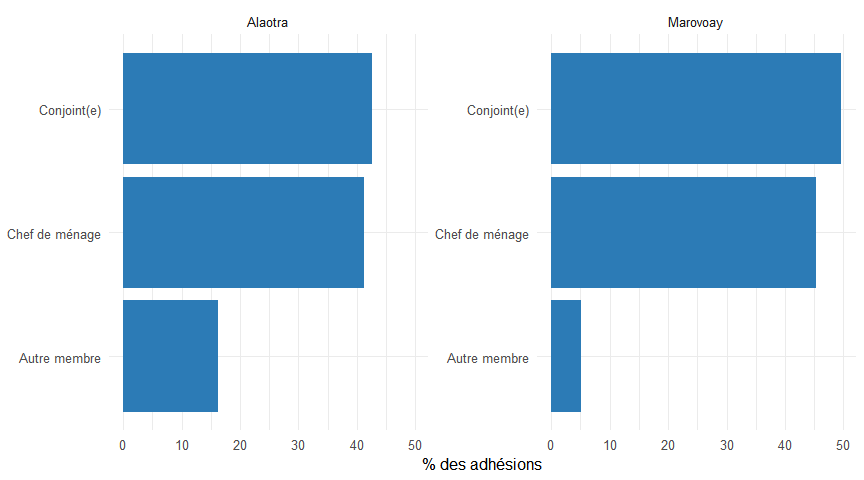 Alaotra
Marovoay
Conjoint(e)
Chef de ménage
Autre membre
Conjoint(e)
Chef de ménage
Autre membre
0 10 20 30 40 50
0 10 20 30 40 50
% des adhésions